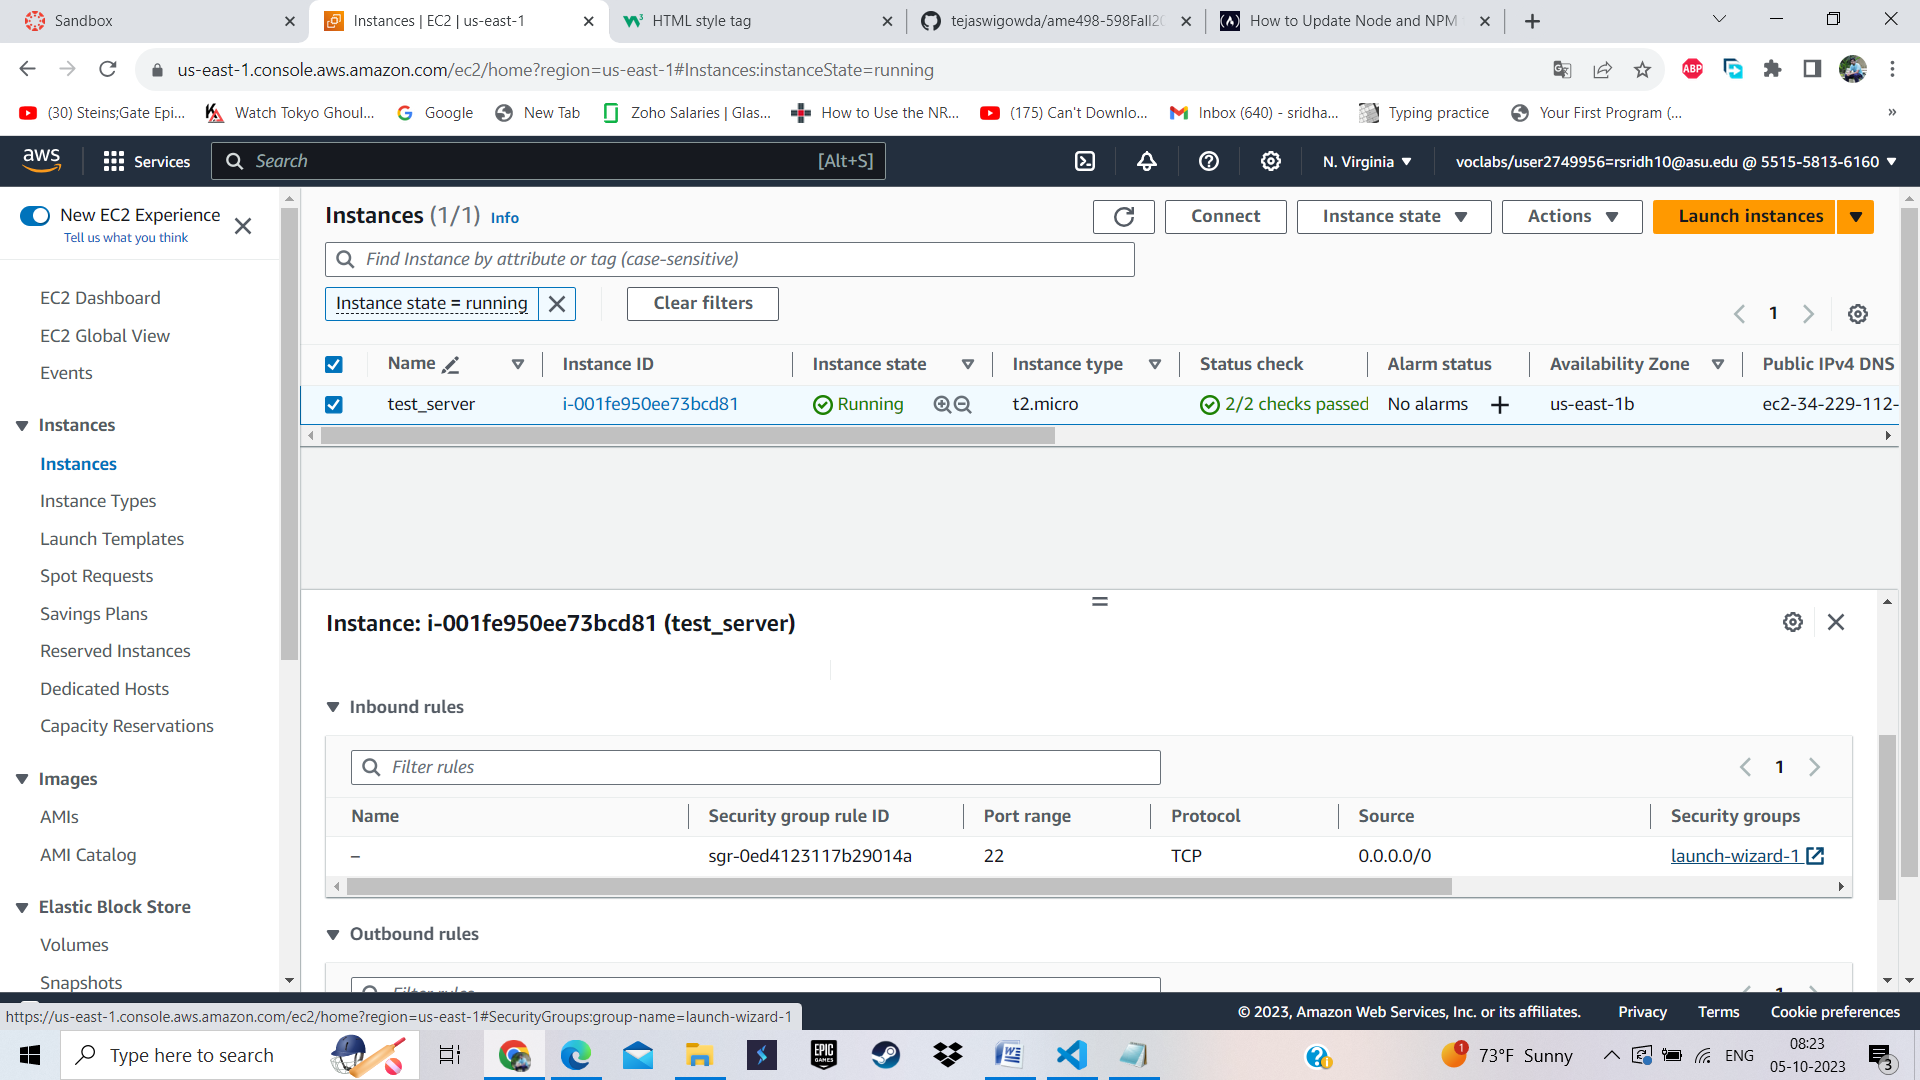 Sandbox
Instances | EC2 | us-east-1
HTML style tag
tejaswigowda/ame498-598Fall20
How to Update Node and NPM
us-east-1.console.aws.amazon.com/ec2/home?region=us-east-1#Instances:instanceState=running
ABP
(30) Steins;Gate Epi...
Watch Tokyo Ghoul...
Google
New Tab
Zoho Salaries | Glas...
How to Use the NR...
(175) Can't Downlo...
Inbox (640) - sridha...
Typing practice
Your First Program (...
»
aws
Services
Search
[Alt+S]
N. Virginia
voclabs/user2749956=rsridh10@asu.edu @ 5515-5813-6160
New EC2 Experience
Tell us what you think
EC2 Dashboard
EC2 Global View
Events
Instances
Instances
Instance Types
Launch Templates
Spot Requests
Savings Plans
Reserved Instances
Dedicated Hosts
Capacity Reservations
Images
AMIs
AMI Catalog
Elastic Block Store
Volumes
Snapshots
Instances (1/1) Info
Connect
Instance state
Actions
Launch instances
Find Instance by attribute or tag (case-sensitive)
Instance state = running
Clear filters
1
Name
Instance ID
Instance state
Instance type
Status check
Alarm status
Availability Zone
Public IPv4 DNS
test_server
i-001fe950ee73bcd81
Running
t2.micro
2/2 checks passed
No alarms
us-east-1b
ec2-34-229-112-
Instance: i-001fe950ee73bcd81 (test_server)
Inbound rules
Filter rules
1
Name
Security group rule ID
Port range
Protocol
Source
Security groups
–
sgr-0ed4123117b29014a
22
TCP
0.0.0.0/0
launch-wizard-1
Outbound rules
Filter rules
1
https://us-east-1.console.aws.amazon.com/ec2/home?region=us-east-1#SecurityGroups:group-name=launch-wizard-1
© 2023, Amazon Web Services, Inc. or its affiliates.
Privacy
Terms
Cookie preferences
Type here to search
EPIC GAMES
1
73°F Sunny
ENG
08:23
05-10-2023
3